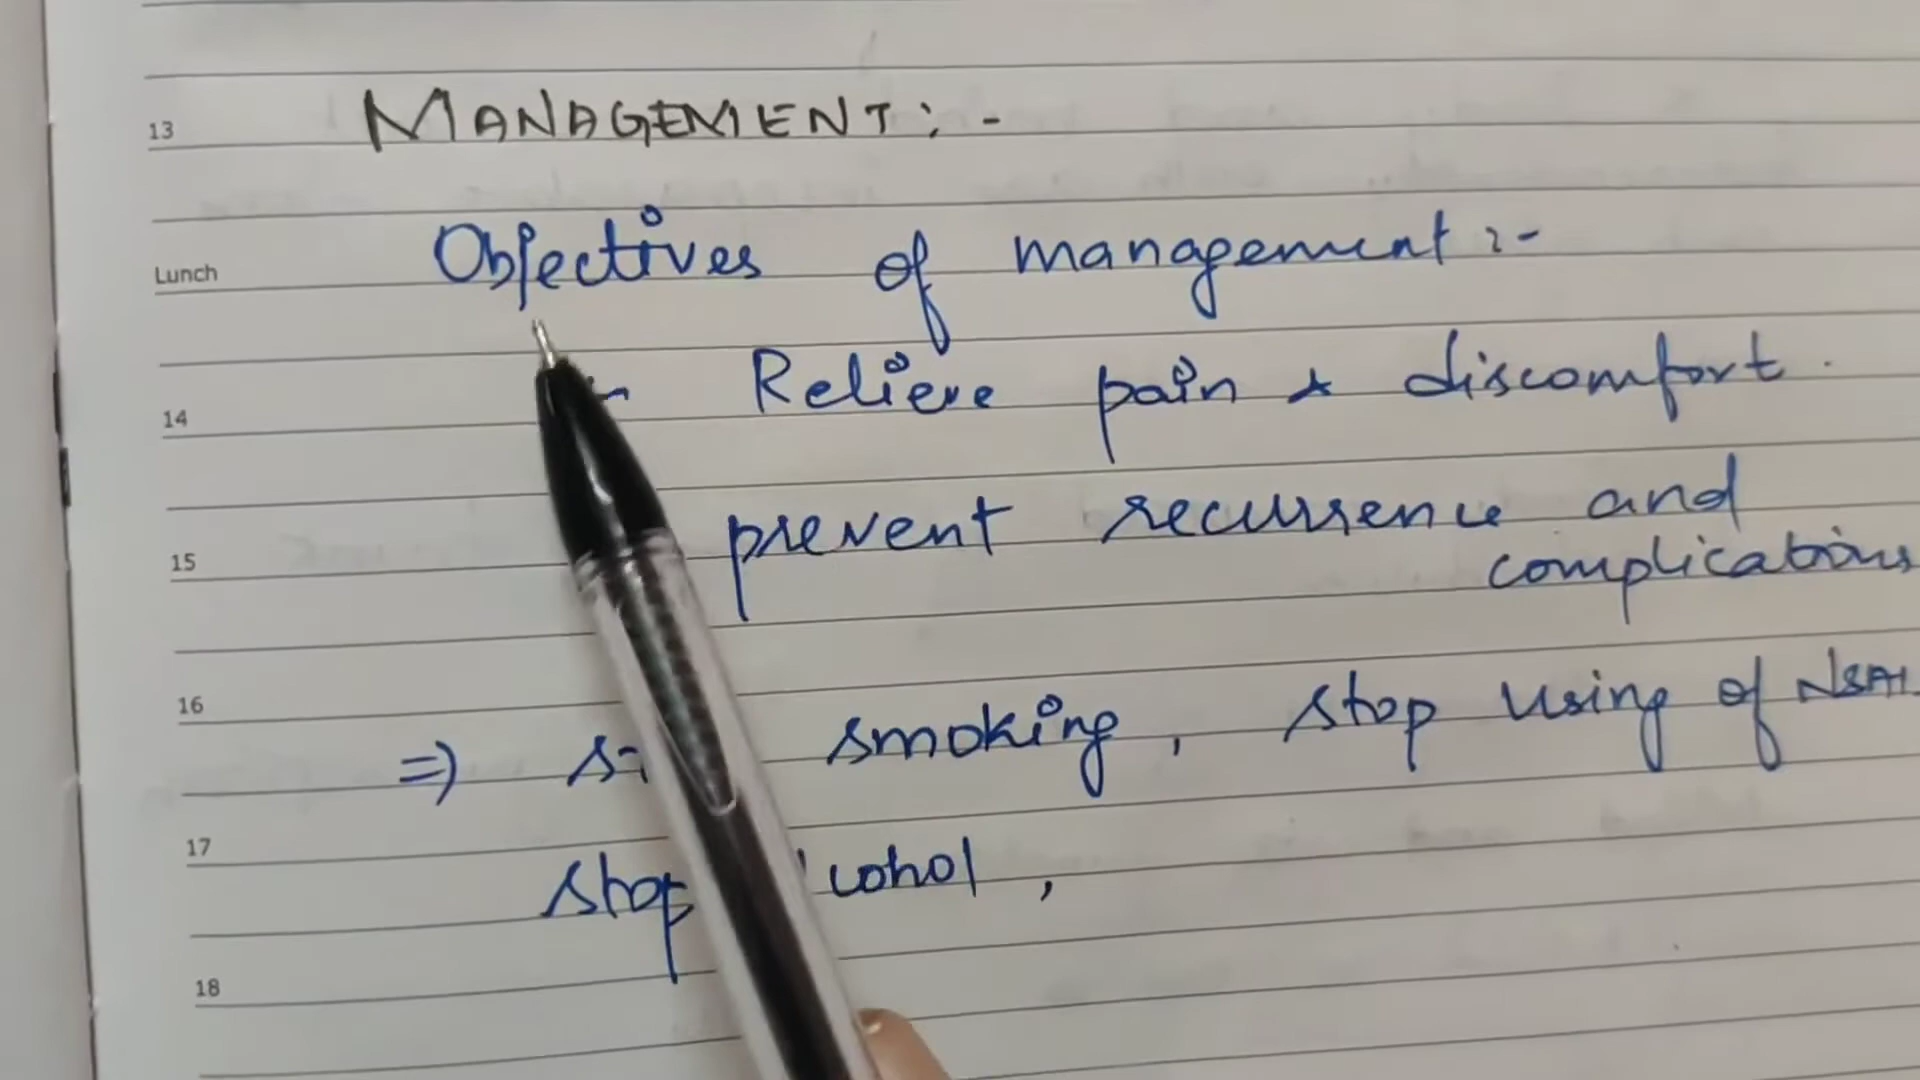 13 MANAGEMENT:-
Lunch Objectives of management:-
14 - Relieve pain & discomfort.
15 prevent recurrence and
complications
16 ⇒ smoking, stop using of
17 stop
18